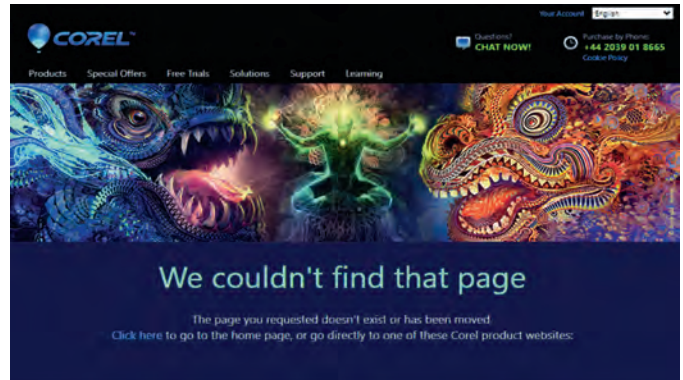 Your Account English
COREL™
Questions?
CHAT NOW!
Purchase by Phone:
+44 2039 01 8665
Cookie Policy
Products Special Offers Free Trials Solutions Support Learning
We couldn't find that page
The page you requested doesn't exist or has been moved.
Click here to go to the home page, or go directly to one of these Corel product websites: